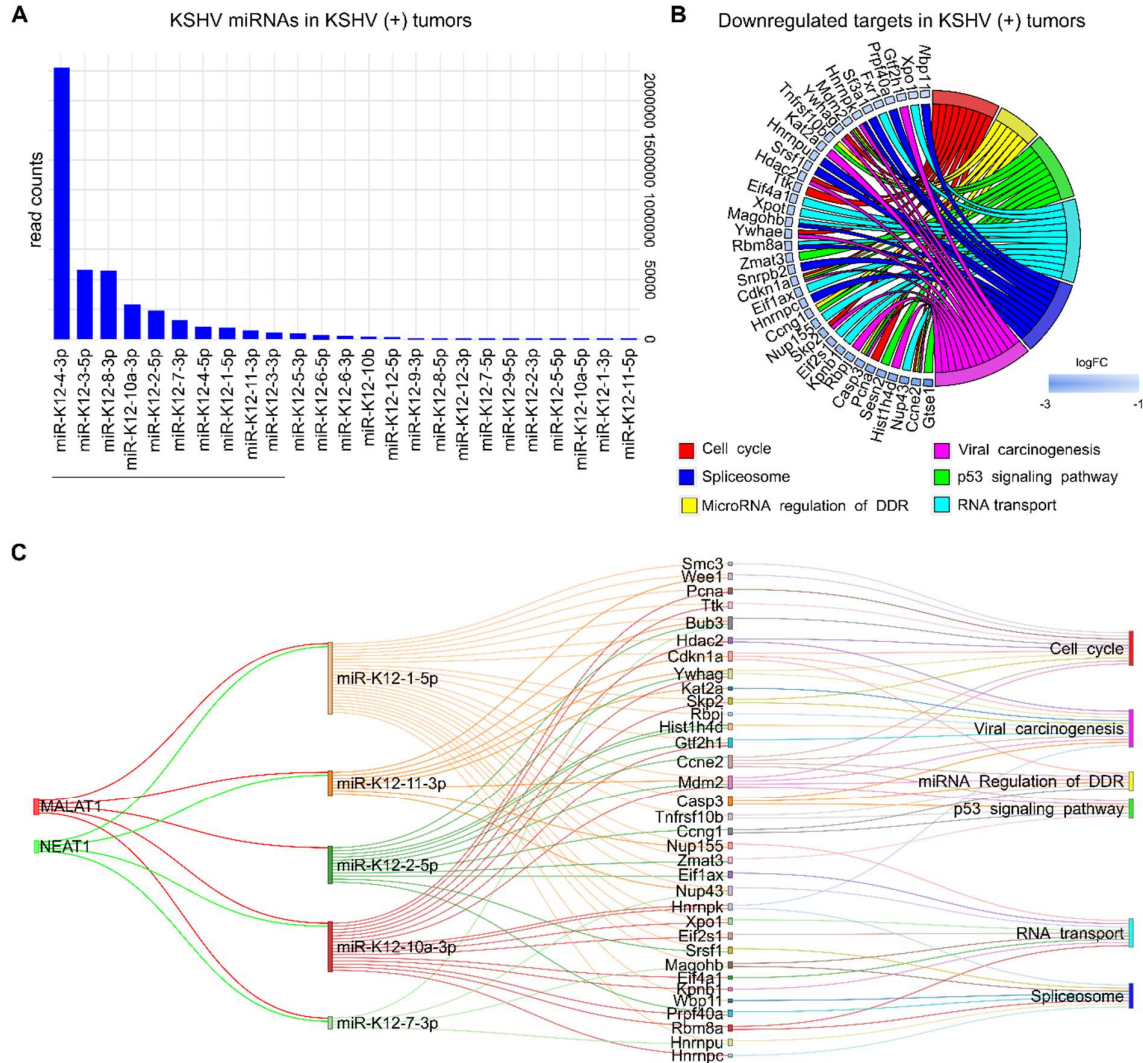 A
KSHV miRNAs in KSHV (+) tumors
read counts
2000000
1500000
1000000
500000
0
miR-K12-4-3p
miR-K12-3-5p
miR-K12-8-3p
miR-K12-10a-3p
miR-K12-2-5p
miR-K12-7-3p
miR-K12-4-5p
miR-K12-1-5p
miR-K12-11-3p
miR-K12-3-3p
miR-K12-5-5p
miR-K12-6-5p
miR-K12-6-3p
miR-K12-10b
miR-K12-12-5p
miR-K12-9-3p
miR-K12-8-5p
miR-K12-12-3p
miR-K12-7-5p
miR-K12-9-5p
miR-K12-2-3p
miR-K12-5-3p
miR-K12-10a-5p
miR-K12-1-3p
miR-K12-11-5p
B
Downregulated targets in KSHV (+) tumors
Wbp11
Xpo1
Gtf2h1
Prpf40a
Fxr1
Sf3a1
Hnrnpk
Mdm2
Ywhag
Tnfrsf10b
Kat2a
Hnrnpu
Srsf1
Hdac2
Ttk
Eif4a1
Xpot
Magohb
Ywhae
Rbm8a
Zmat3
Snrpb2
Cdkn1a
Eif1ax
Hnrnpc
Ccng1
Nup155
Skp2
Eif2s1
Kpnb1
Rbpj
Casp3
Pcna
Sesn2
Hist1h4d
Nup43
Ccne2
Gtse1
logFC
-3
-1
Cell cycle
Viral carcinogenesis
Spliceosome
p53 signaling pathway
MicroRNA regulation of DDR
RNA transport
C
MALAT1
NEAT1
miR-K12-1-5p
miR-K12-11-3p
miR-K12-2-5p
miR-K12-10a-3p
miR-K12-7-3p
Smc3
Wee1
Pcna
Ttk
Bub3
Hdac2
Cdkn1a
Ywhag
Kat2a
Skp2
Rbpj
Hist1h4d
Gtf2h1
Ccne2
Mdm2
Casp3
Tnfrsf10b
Ccng1
Nup155
Zmat3
Eif1ax
Nup43
Hnrnpk
Xpo1
Eif2s1
Srsf1
Magohb
Eif4a1
Kpnb1
Wbp11
Prpf40a
Rbm8a
Hnrnpu
Hnrnpc
Cell cycle
Viral carcinogenesis
miRNA Regulation of DDR
p53 signaling pathway
RNA transport
Spliceosome